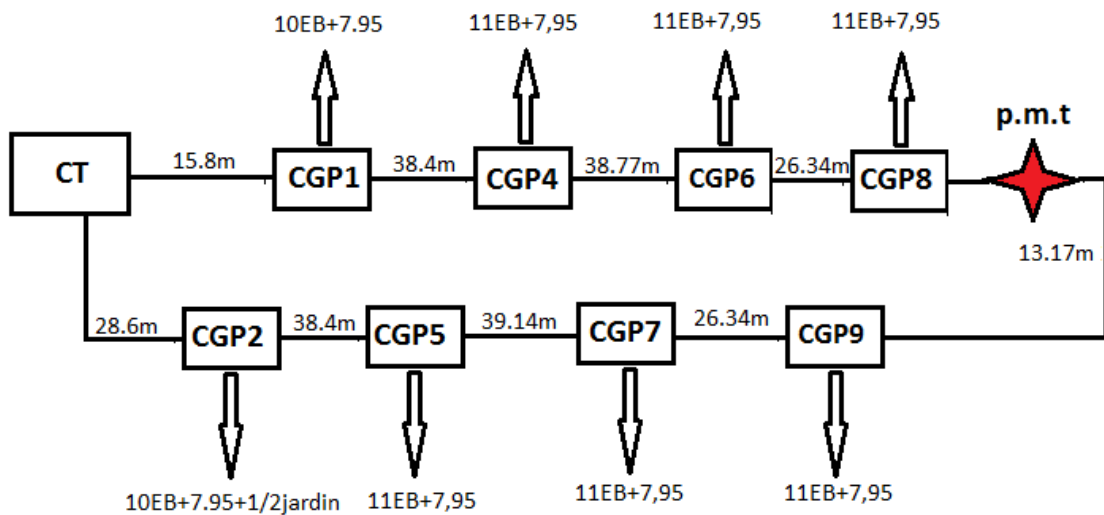 10EB+7.95
11EB+7,95
11EB+7,95
11EB+7,95
p.m.t
CT
15.8m
CGP1
38.4m
CGP4
38.77m
CGP6
26.34m
CGP8
13.17m
28.6m
CGP2
38.4m
CGP5
39.14m
CGP7
26.34m
CGP9
10EB+7.95+1/2jardin
11EB+7,95
11EB+7,95
11EB+7,95